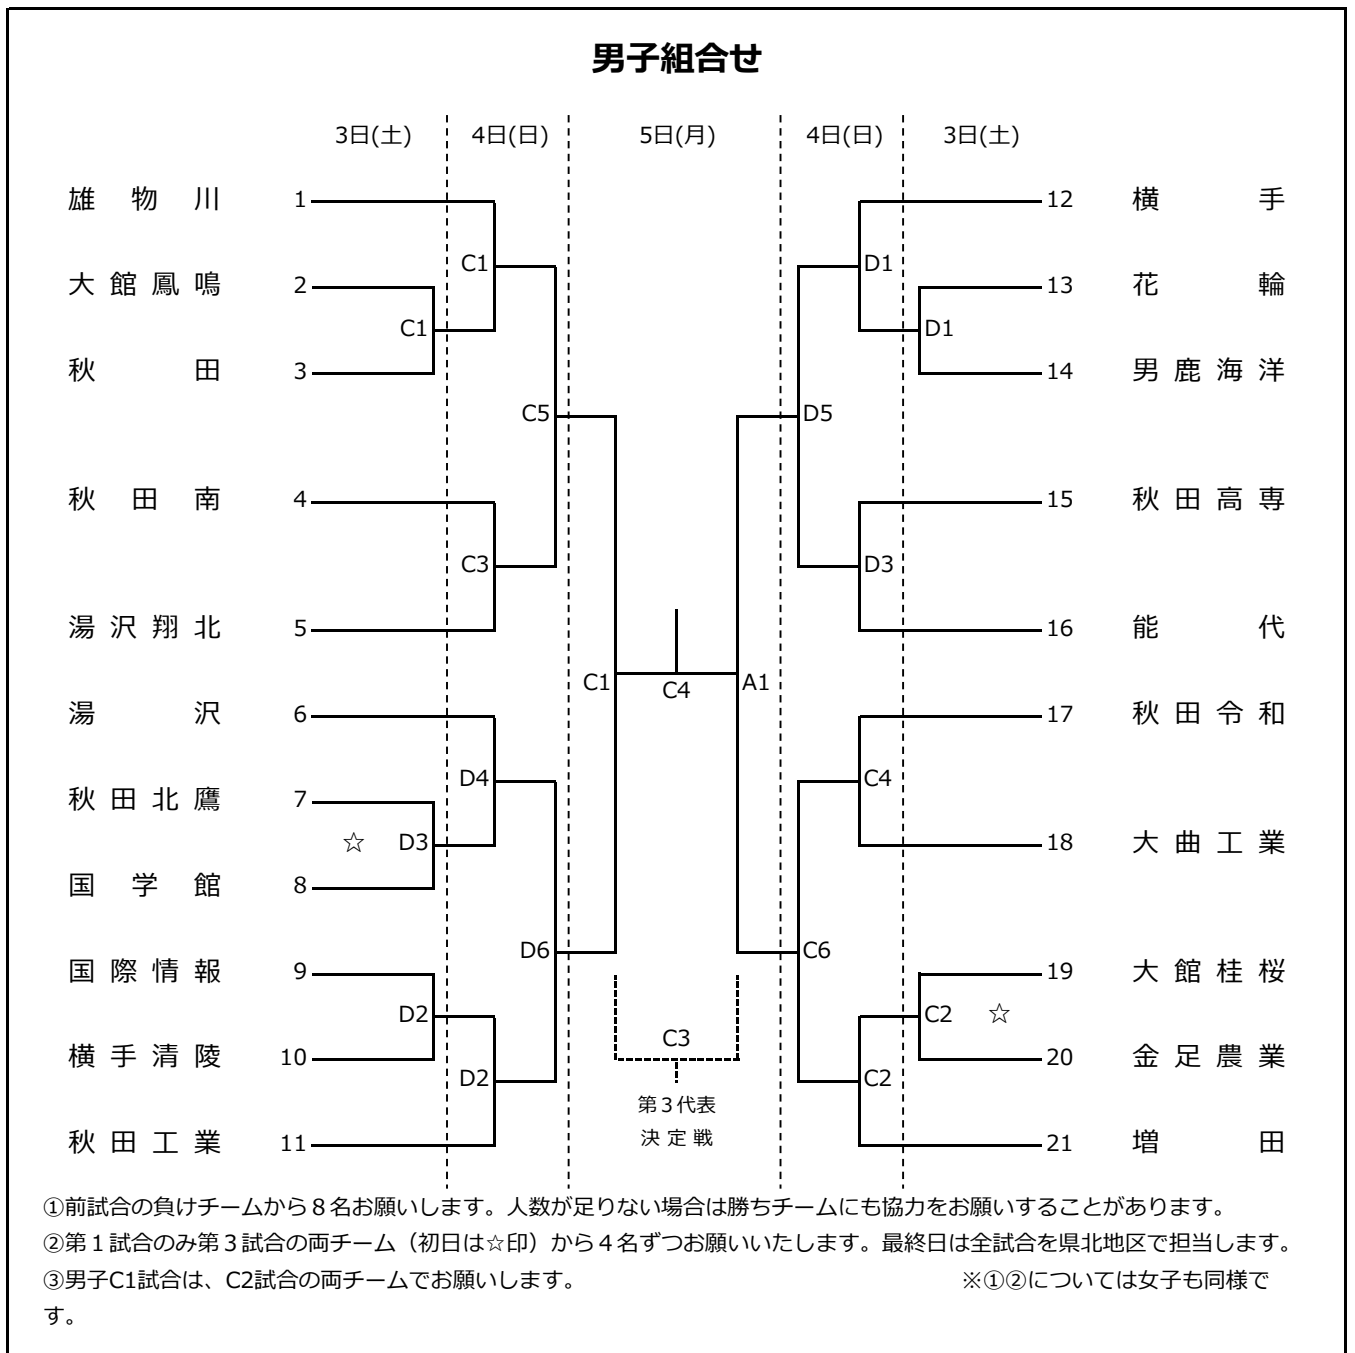 男子組合せ
3日(土) 4日(日) 5日(月) 4日(日) 3日(土)
雄物川 1 12 横手
C1 D1
大館鳳鳴 2 13 花輪
C1 D1
秋田 3 14 男鹿海洋
C5 D5
秋田南 4 15 秋田高専
C3 D3
湯沢翔北 5 16 能代
C1 C4 A1
湯沢 6 17 秋田令和
D4 C4
秋田北鷹 7
☆ D3 18 大曲工業
国学館 8
D6 C6
国際情報 9 19 大館桂桜
D2 C2 ☆
C3
横手清陵 10 20 金足農業
D2 C2
第３代表
決定戦
秋田工業 11 21 増田
①前試合の負けチームから８名お願いします。人数が足りない場合は勝ちチームにも協力をお願いすることがあります。
②第１試合のみ第３試合の両チーム（初日は☆印）から４名ずつお願いいたします。最終日は全試合を県北地区で担当します。
③男子C1試合は、C2試合の両チームでお願いします。 ※①②については女子も同様で
す。